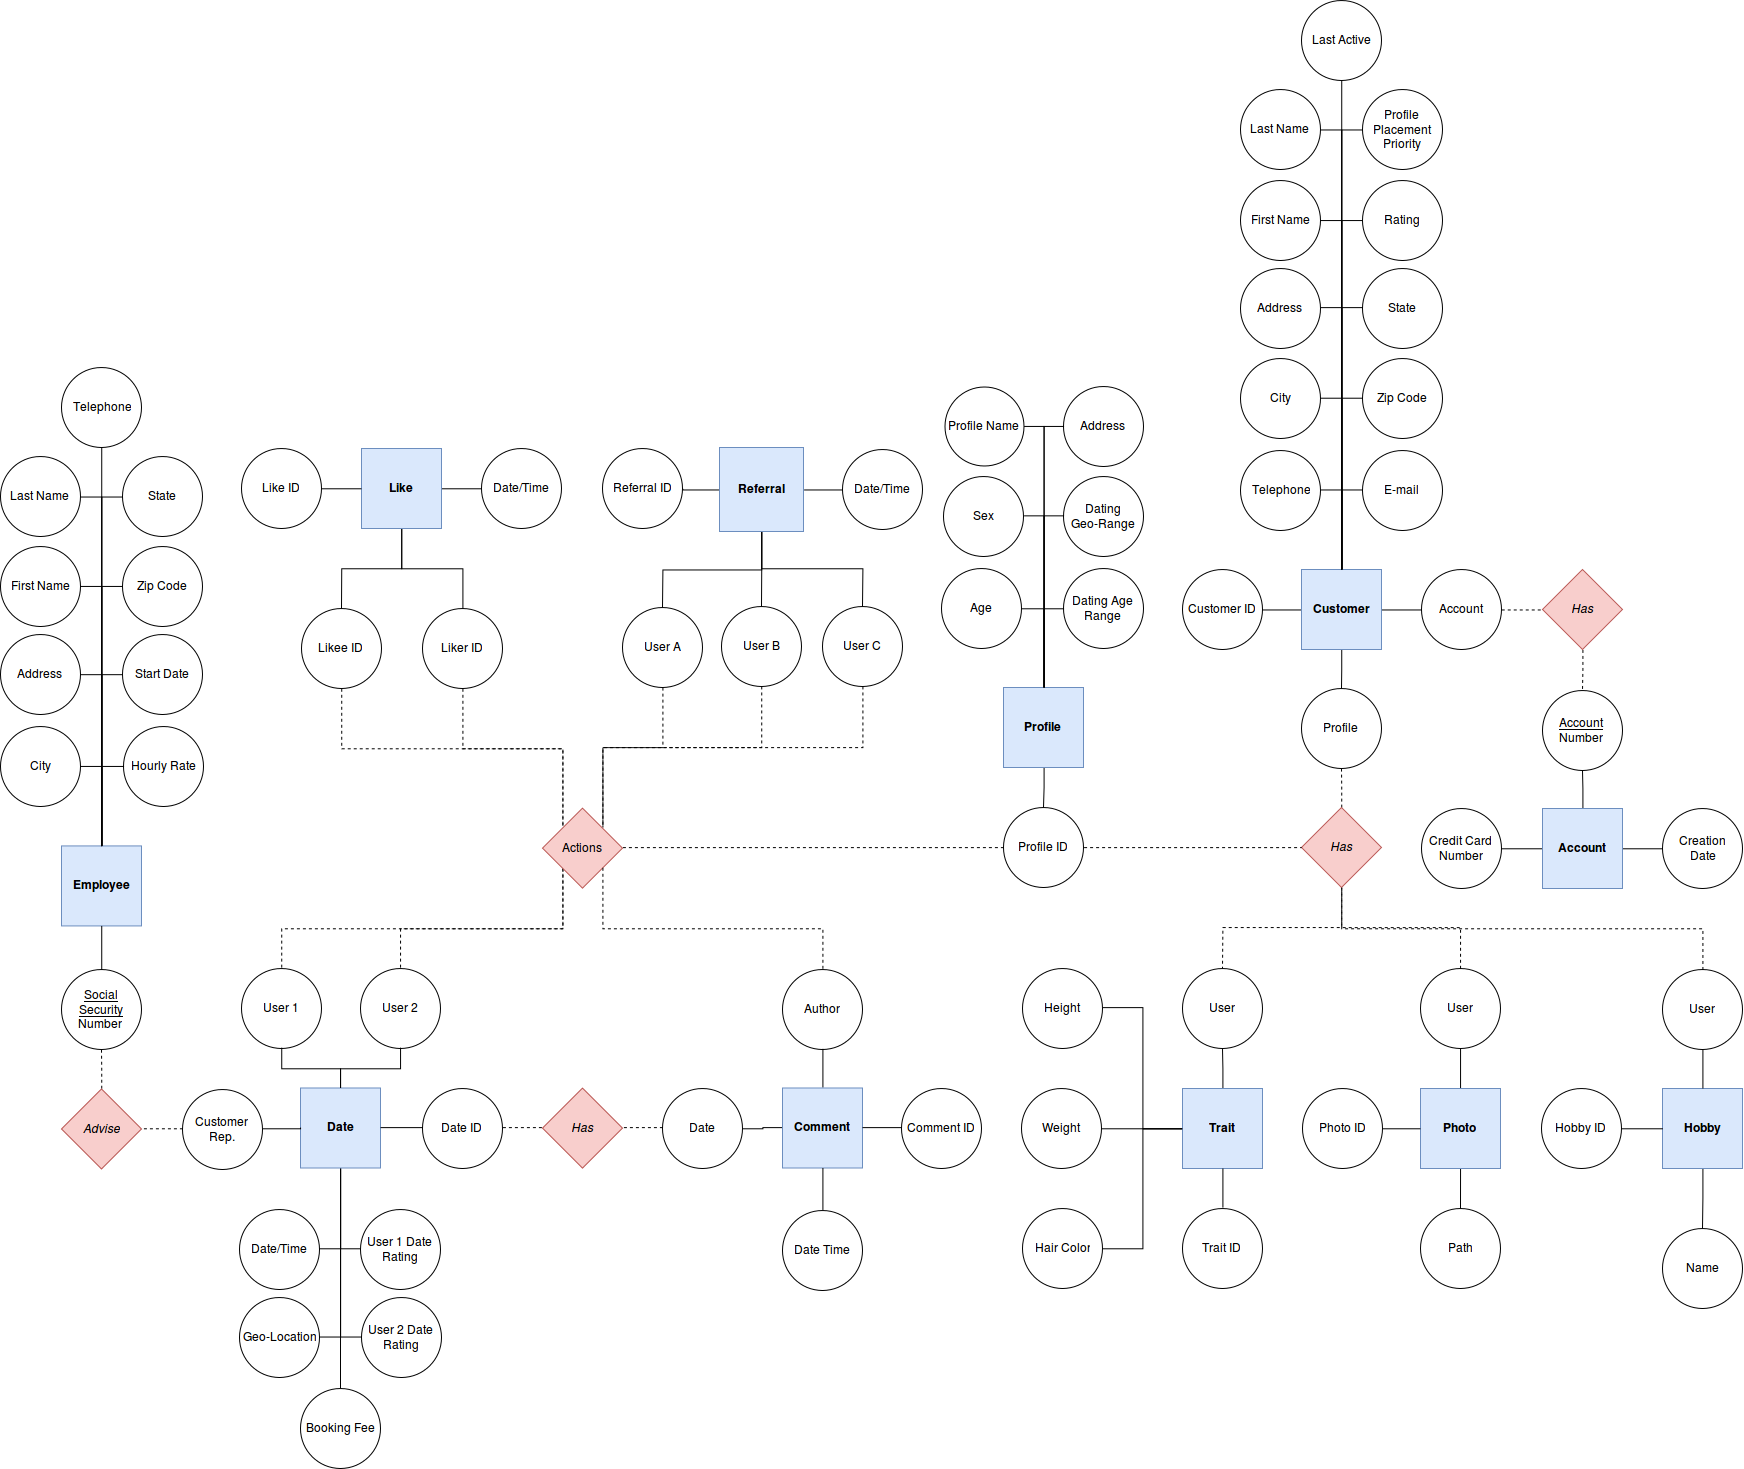 Last Active
Last Name
Profile
Placement
Priority
First Name
Rating
Address
State
City
Zip Code
Telephone
E-mail
Customer ID
Customer
Account
Has
Profile
Account
Number
Credit Card
Number
Account
Creation
Date
Has
Telephone
Last Name
State
First Name
Zip Code
Address
Start Date
City
Hourly Rate
Employee
Social
Security
Number
Advise
Like ID
Like
Date/Time
Likee ID
Liker ID
Referral ID
Referral
Date/Time
User A
User B
User C
Profile Name
Address
Sex
Dating
Geo-Range
Age
Dating Age
Range
Profile
Profile ID
Actions
User 1
User 2
Customer
Rep.
Date
Date ID
Has
Date/Time
User 1 Date
Rating
Geo-Location
User 2 Date
Rating
Booking Fee
Author
Date
Comment
Comment ID
Date Time
Height
User
Weight
Trait
Hair Color
Trait ID
User
Photo ID
Photo
Path
User
Hobby ID
Hobby
Name